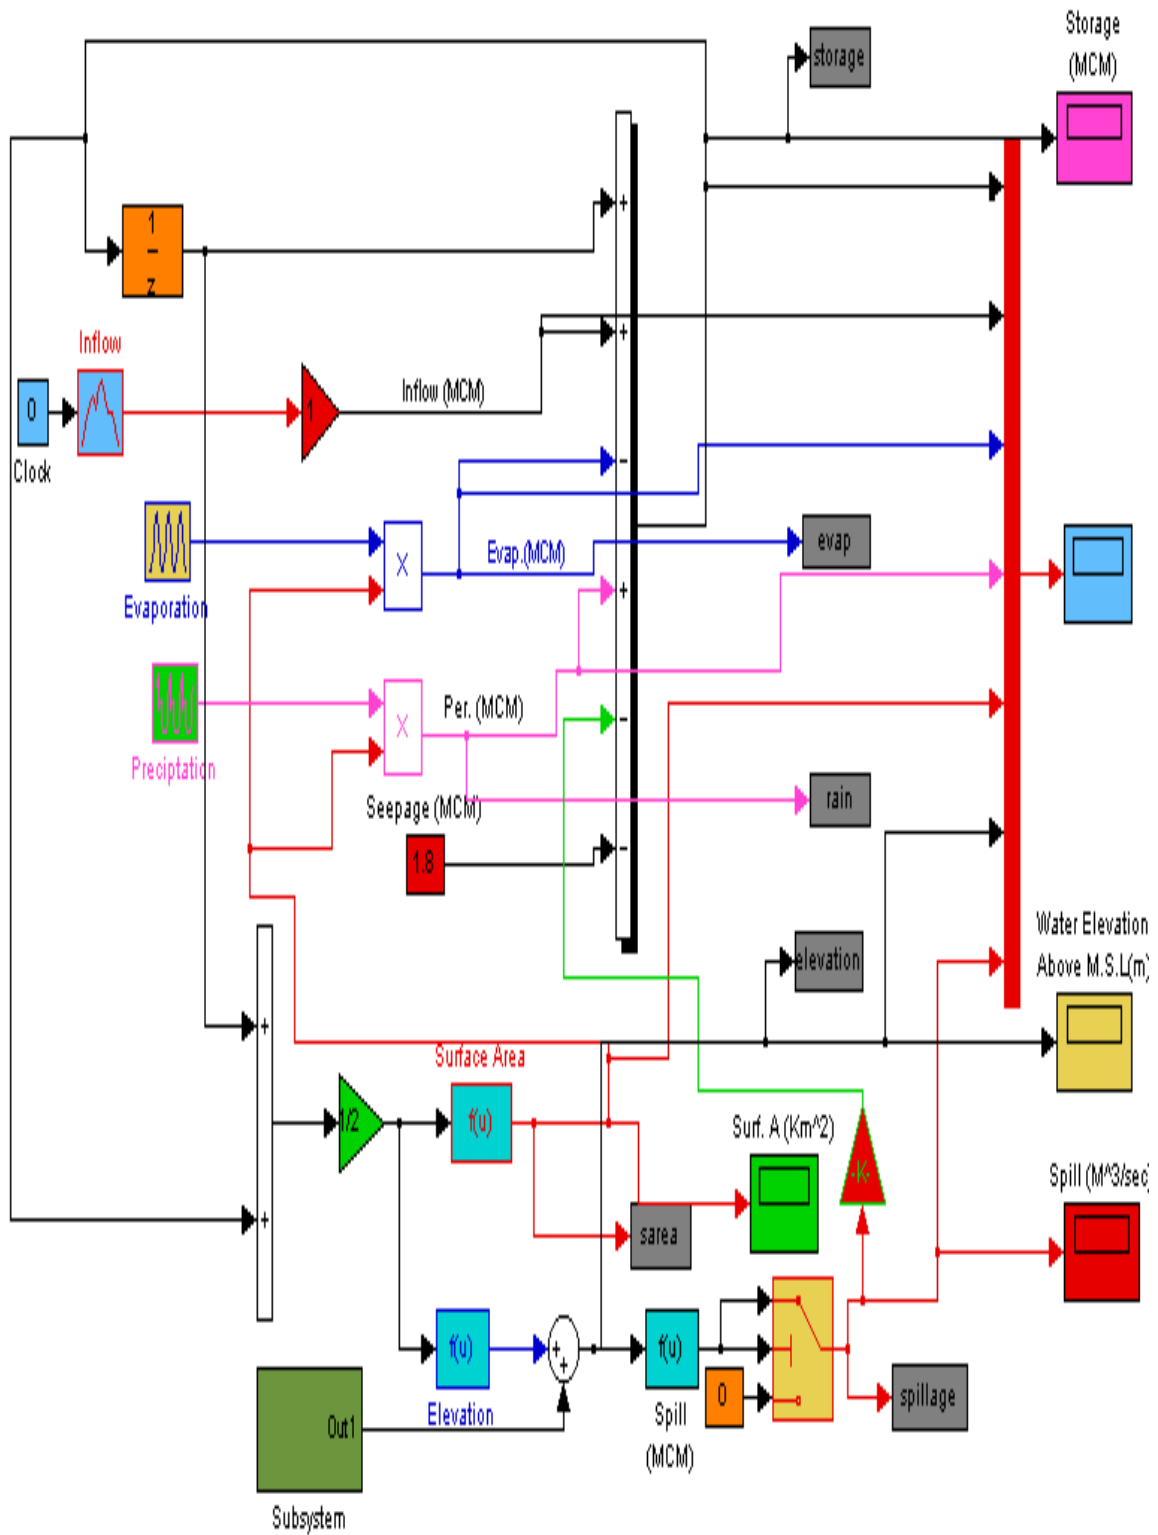 Storage
(MCM)
storage
+
1
z
Inflow
+
0
1
Inflow (MCM)
Clock
-
Evap.(MCM)
evap
X
+
Evaporation
Per. (MCM)
X
-
Preciptation
rain
Seepage (MCM)
1.8
-
Water Elevation
Above M.S.L(m)
elevation
+
Surface Area
1/2
f(u)
Surf. A (Km^2)
-K-
Spill (M^3/sec)
+
sarea
f(u)
+
+
f(u)
0
spillage
Elevation
Spill
(MCM)
Out1
Subsystem